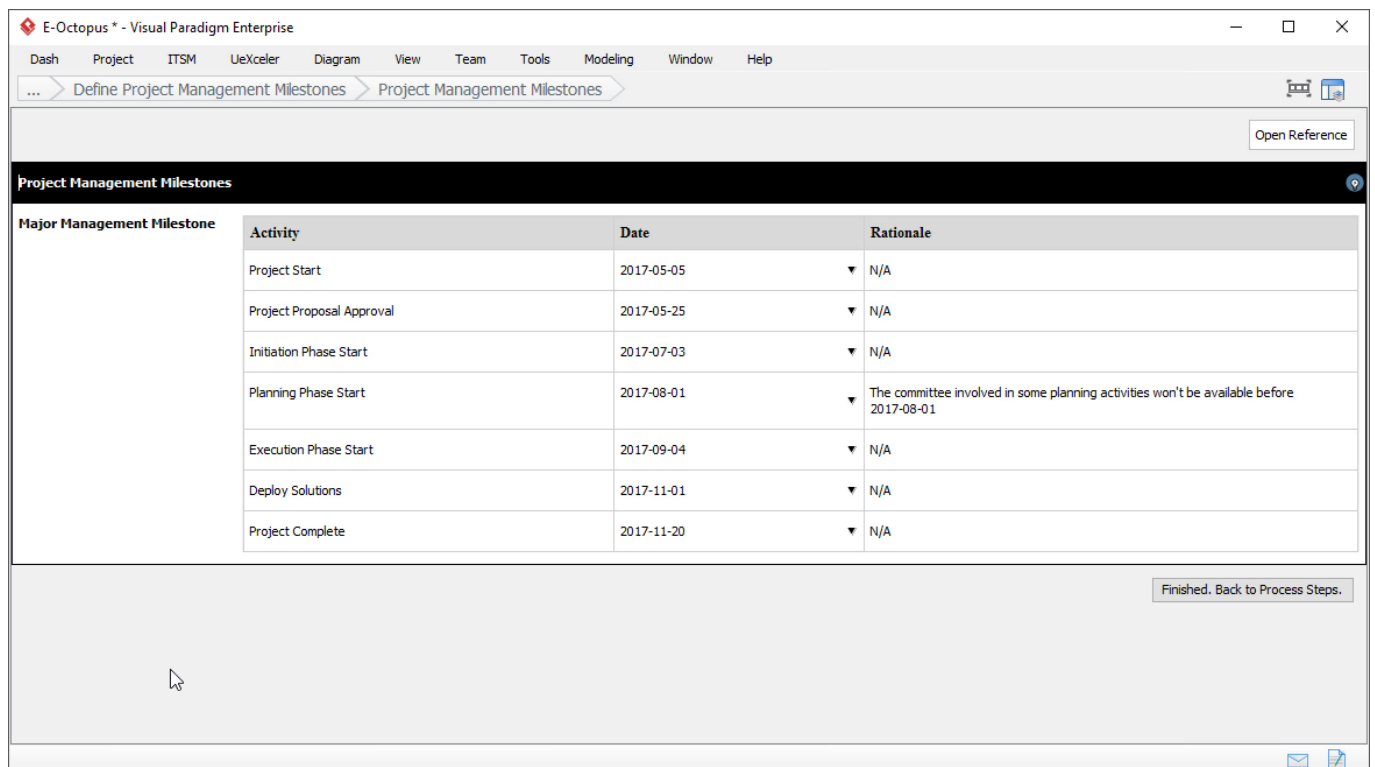 E-Octopus * - Visual Paradigm Enterprise
Dash Project ITSM UeXceler Diagram View Team Tools Modeling Window Help
... Define Project Management Milestones Project Management Milestones
Open Reference
Project Management Milestones
Major Management Milestone
Activity Date Rationale
Project Start 2017-05-05 N/A
Project Proposal Approval 2017-05-25 N/A
Initiation Phase Start 2017-07-03 N/A
Planning Phase Start 2017-08-01 The committee involved in some planning activities won't be available before
2017-08-01
Execution Phase Start 2017-09-04 N/A
Deploy Solutions 2017-11-01 N/A
Project Complete 2017-11-20 N/A
Finished. Back to Process Steps.